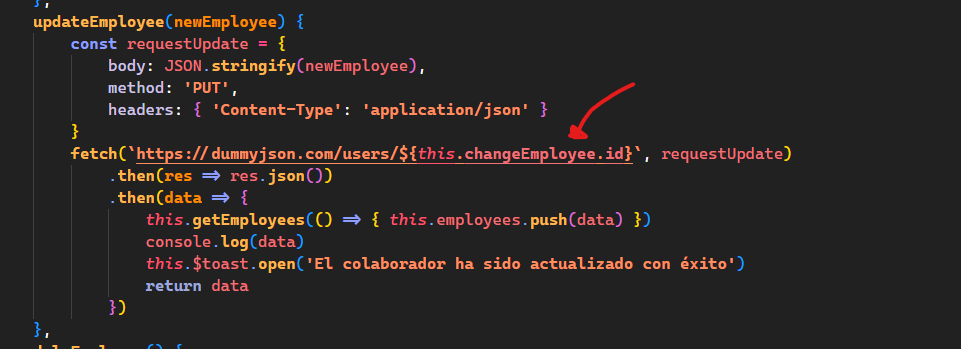 },
updateEmployee(newEmployee) {
const requestUpdate = {
body: JSON.stringify(newEmployee),
method: 'PUT',
headers: { 'Content-Type': 'application/json' }
}
fetch(`https://dummyjson.com/users/${this.changeEmployee.id}`, requestUpdate)
.then(res => res.json())
.then(data => {
this.getEmployees(() => { this.employees.push(data) })
console.log(data)
this.$toast.open('El colaborador ha sido actualizado con éxito')
return data
})
},